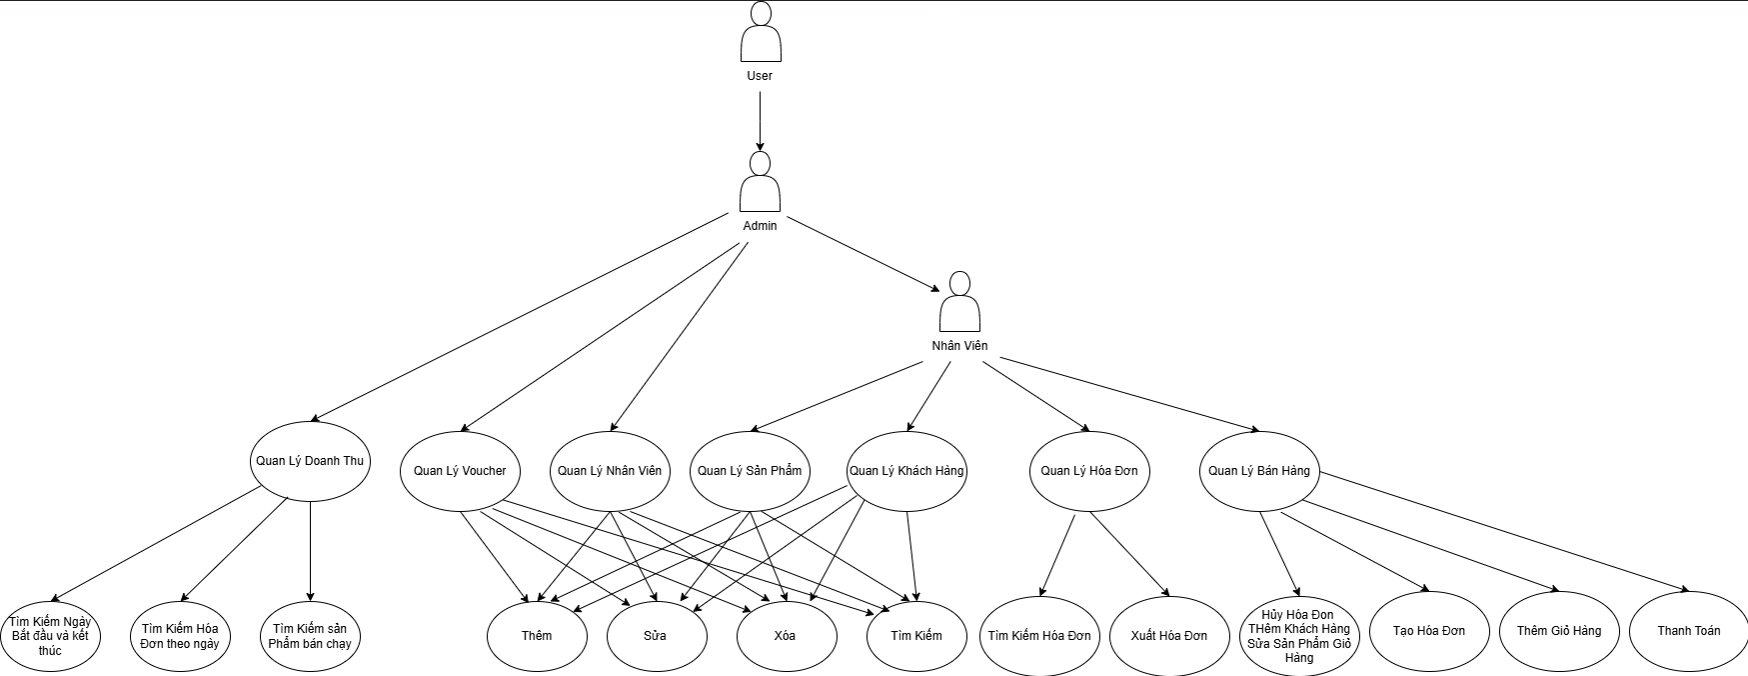 User
Admin
Nhân Viên
Quan Lý Doanh Thu
Quan Lý Voucher
Quan Lý Nhân Viên
Quan Lý Sản Phẩm
Quan Lý Khách Hàng
Quan Lý Hóa Đơn
Quan Lý Bán Hàng
Tìm Kiếm Ngày
Bắt đầu và kết
thúc
Tìm Kiếm Hóa
Đơn theo ngày
Tìm Kiếm sản
Phẩm bán chạy
Thêm
Sửa
Xóa
Tìm Kiếm
Tìm Kiếm Hóa Đơn
Xuất Hóa Đơn
Hủy Hóa Đon
THêm Khách Hàng
Sửa Sản Phẩm Giỏ
Hàng
Tạo Hóa Đơn
Thêm Giỏ Hàng
Thanh Toán